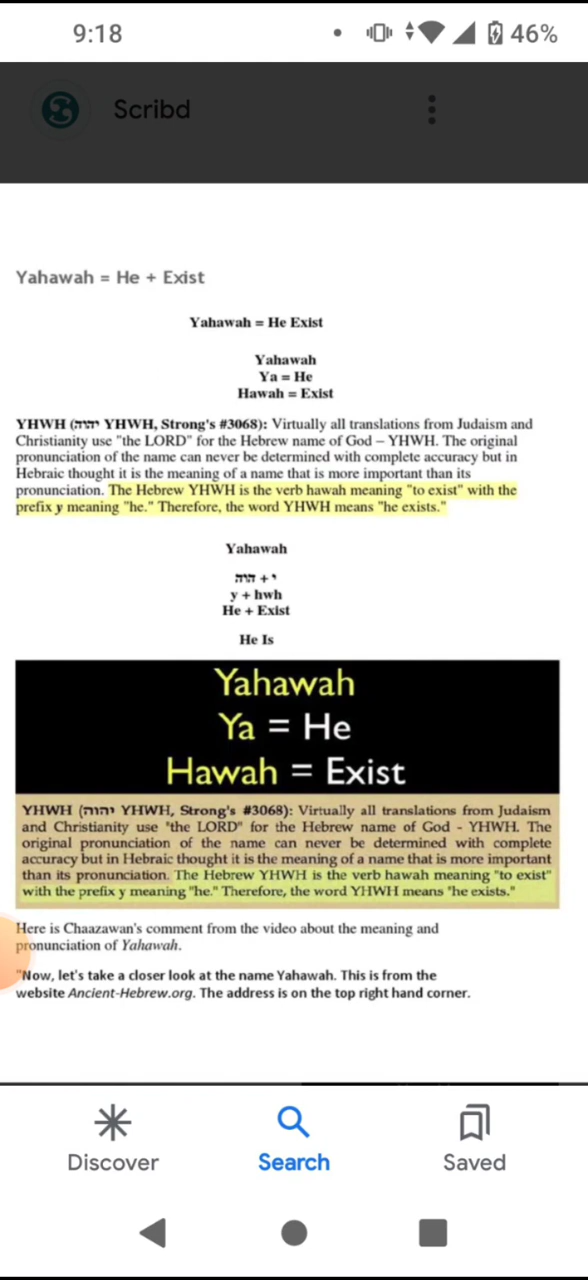 9:18
46%
Scribd
Yahawah = He + Exist
Yahawah = He Exist
Yahawah
Ya = He
Hawah = Exist
YHWH (יהוה YHWH, Strong's #3068): Virtually all translations from Judaism and
Christianity use "the LORD" for the Hebrew name of God – YHWH. The original
pronunciation of the name can never be determined with complete accuracy but in
Hebraic thought it is the meaning of a name that is more important than its
pronunciation. The Hebrew YHWH is the verb hawah meaning "to exist" with the
prefix y meaning "he." Therefore, the word YHWH means "he exists."
Yahawah
י + הוה
y + hwh
He + Exist
He Is
Yahawah
Ya = He
Hawah = Exist
YHWH (יהוה YHWH, Strong's #3068): Virtually all translations from Judaism
and Christianity use "the LORD" for the Hebrew name of God - YHWH. The
original pronunciation of the name can never be determined with complete
accuracy but in Hebraic thought it is the meaning of a name that is more important
than its pronunciation. The Hebrew YHWH is the verb hawah meaning "to exist"
with the prefix y meaning "he." Therefore, the word YHWH means "he exists."
Here is Chaazawan's comment from the video about the meaning and
pronunciation of Yahawah.
"Now, let's take a closer look at the name Yahawah. This is from the
website Ancient-Hebrew.org. The address is on the top right hand corner.
Discover
Search
Saved